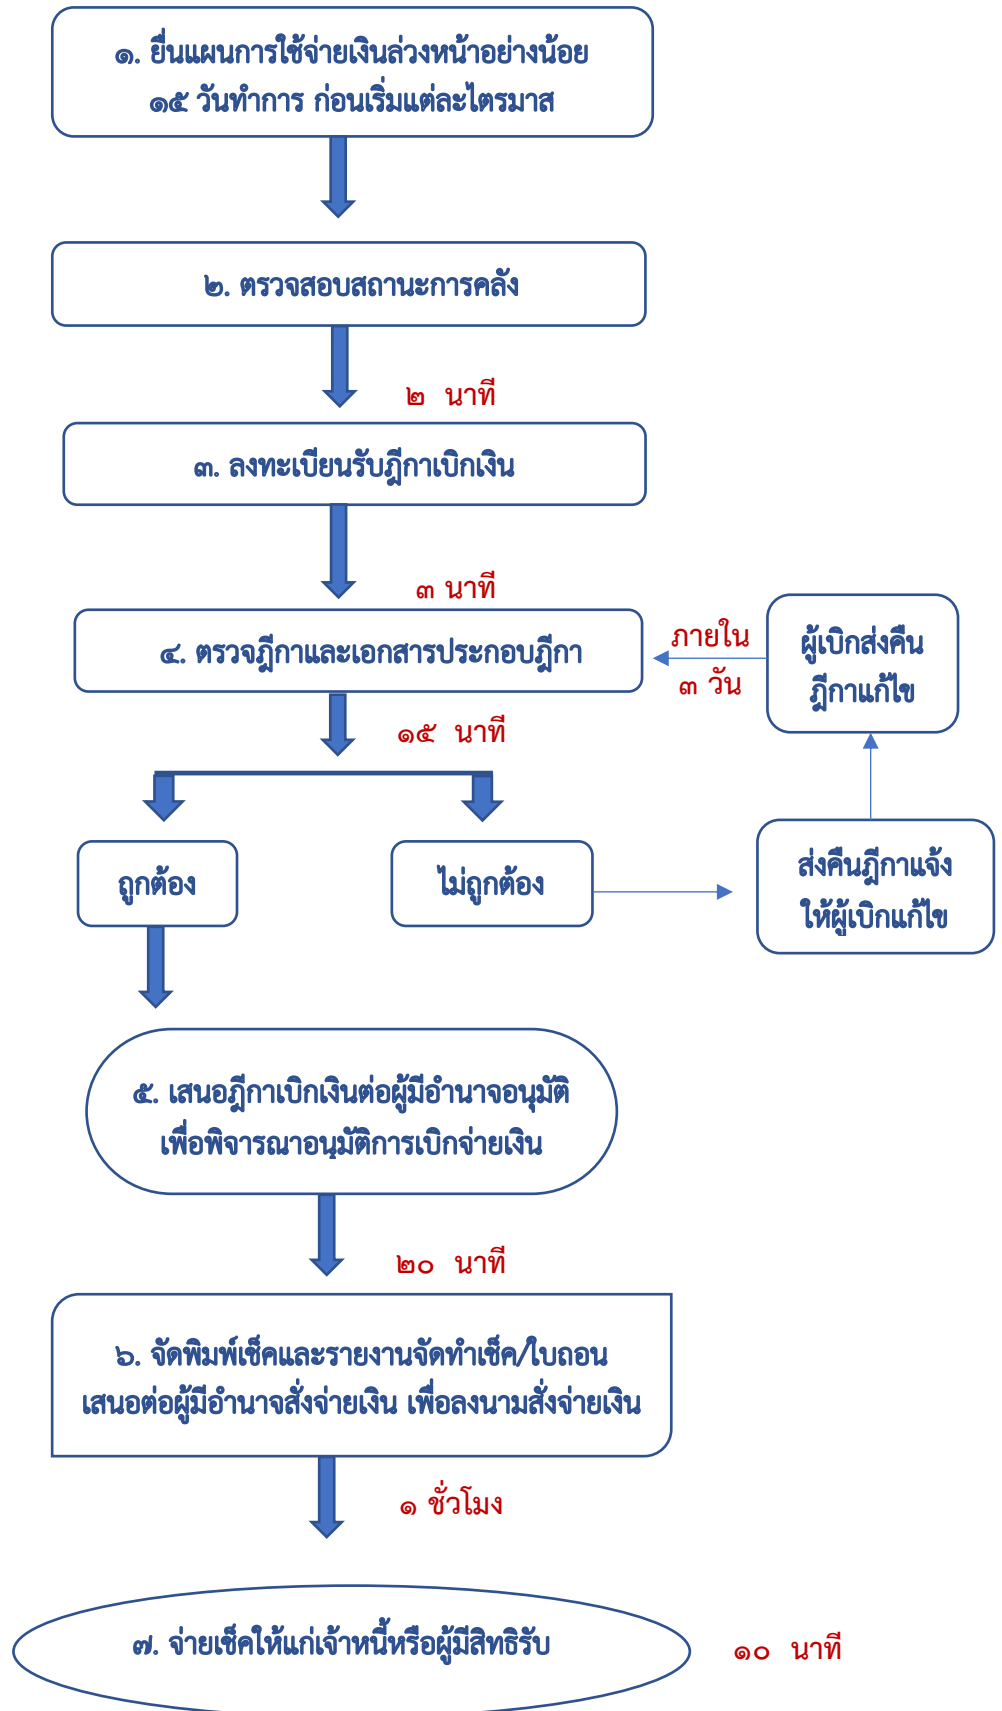 ๑. ยื่นแผนการใช้จ่ายเงินล่วงหน้าอย่างน้อย
๑๕ วันทำการ ก่อนเริ่มแต่ละไตรมาส
๒. ตรวจสอบสถานะการคลัง
๒ นาที
๓. ลงทะเบียนรับฎีกาเบิกเงิน
๓ นาที
๔. ตรวจฎีกาและเอกสารประกอบฎีกา
ภายใน
๓ วัน
ผู้เบิกส่งคืน
ฎีกาแก้ไข
๑๕ นาที
ถูกต้อง
ไม่ถูกต้อง
ส่งคืนฎีกาแจ้ง
ให้ผู้เบิกแก้ไข
๕. เสนอฎีกาเบิกเงินต่อผู้มีอำนาจอนุมัติ
เพื่อพิจารณาอนุมัติการเบิกจ่ายเงิน
๒๐ นาที
๖. จัดพิมพ์เช็คและรายงานจัดทำเช็ค/ใบถอน
เสนอต่อผู้มีอำนาจสั่งจ่ายเงิน เพื่อลงนามสั่งจ่ายเงิน
๑ ชั่วโมง
๗. จ่ายเช็คให้แก่เจ้าหนี้หรือผู้มีสิทธิรับ
๑๐ นาที